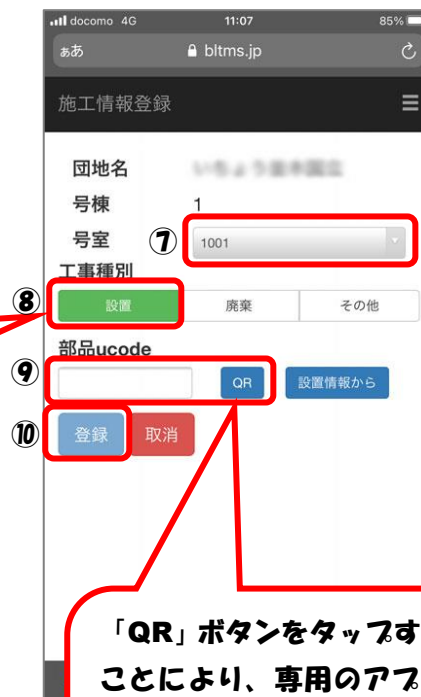 docomo 4G 11:07 85%
ぁあ bltms.jp
施工情報登録
団地名
号棟 1
号室 ⑦ 1001
工事種別
⑧ 設置 廃棄 その他
部品ucode
⑨ QR 設置情報から
⑩ 登録 取消
「QR」ボタンをタップす
ことにより、専用のアプ